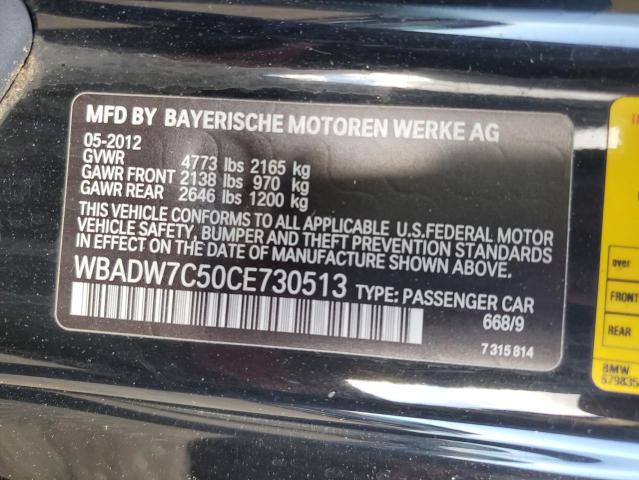 MFD BY BAYERISCHE MOTOREN WERKE AG
05-2012
GVWR 4773 lbs 2165 kg
GAWR FRONT 2138 lbs 970 kg
GAWR REAR 2646 lbs 1200 kg
THIS VEHICLE CONFORMS TO ALL APPLICABLE U.S.FEDERAL MOTOR
VEHICLE SAFETY, BUMPER AND THEFT PREVENTION STANDARDS
IN EFFECT ON THE DATE OF MANUFACTURE SHOWN ABOVE.
WBADW7C50CE730513 TYPE: PASSENGER CAR
668/9
7 315 814
over
FRONT
BMW
679835